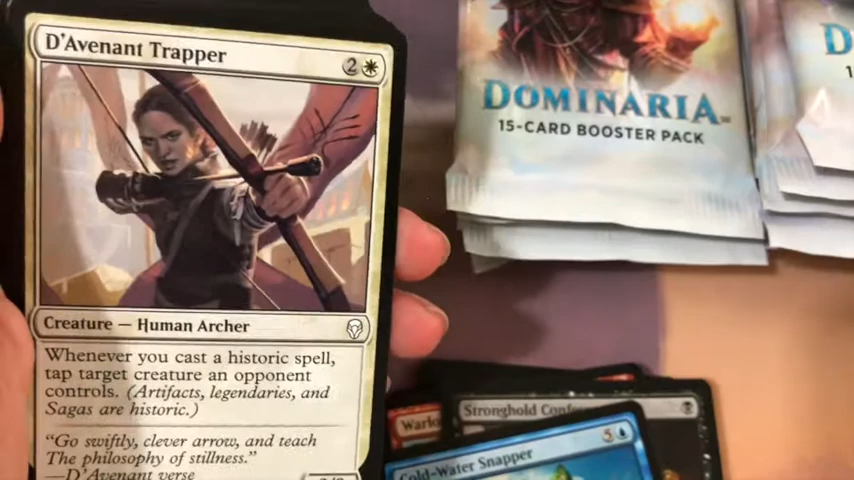 D'Avenant Trapper
2
Creature — Human Archer
Whenever you cast a historic spell,
tap target creature an opponent
controls. (Artifacts, legendaries, and
Sagas are historic.)
"Go swiftly, clever arrow, and teach
The philosophy of stillness."
—D'Avenant verse
DOMINARIA
15-CARD BOOSTER PACK
Stronghold
Cold-Water Snapper
5